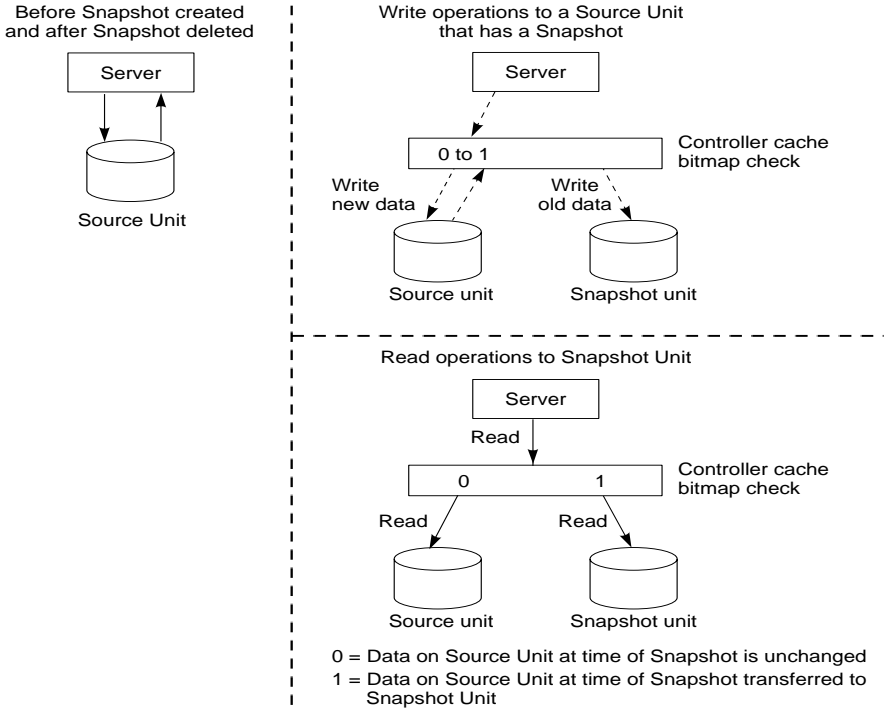 Before Snapshot created
and after Snapshot deleted
Server
Source Unit
Write operations to a Source Unit
that has a Snapshot
Server
0 to 1
Controller cache
bitmap check
Write
new data
Write
old data
Source unit
Snapshot unit
Read operations to Snapshot Unit
Server
Read
0
1
Controller cache
bitmap check
Read
Read
Source unit
Snapshot unit
0 = Data on Source Unit at time of Snapshot is unchanged
1 = Data on Source Unit at time of Snapshot transferred to
Snapshot Unit